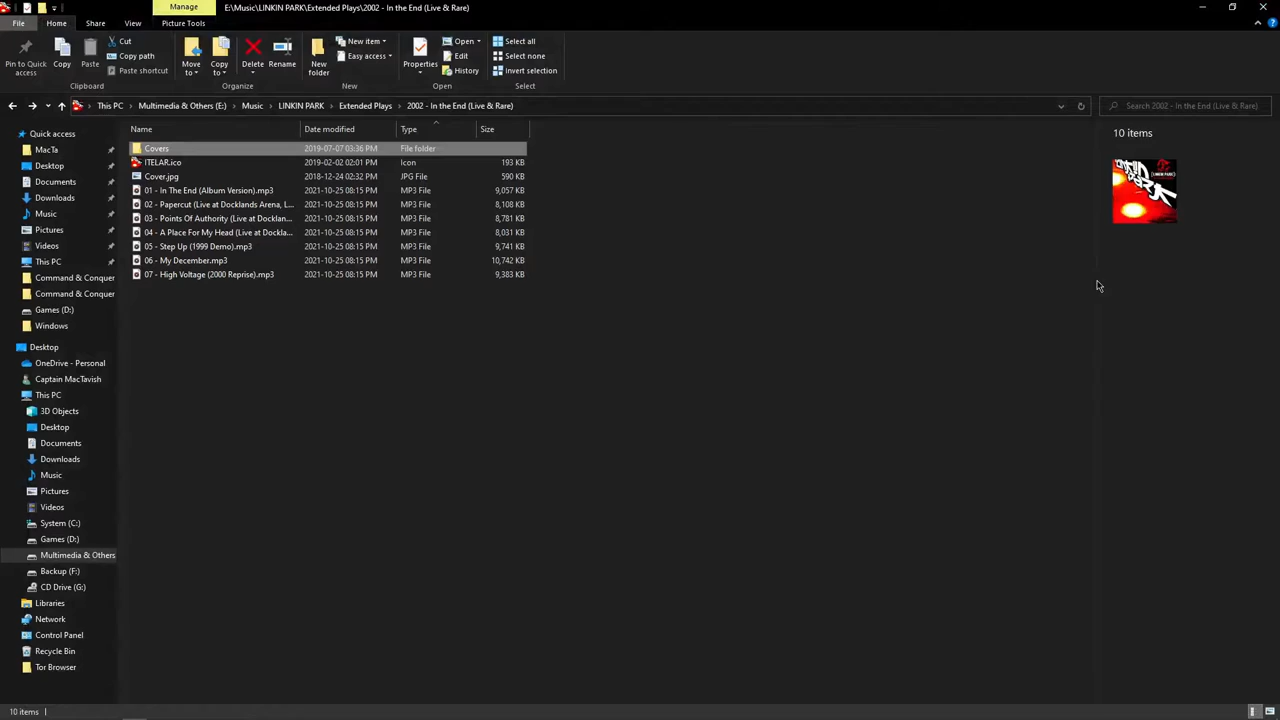 Manage
E:\Music\LINKIN PARK\Extended Plays\2002 - In the End (Live & Rare)
File
Home
Share
View
Picture Tools
Pin to Quick access
Copy
Paste
Cut
Copy path
Paste shortcut
Clipboard
Move to
Copy to
Delete
Rename
Organize
New folder
New item
Easy access
New
Properties
Open
Edit
History
Open
Select all
Select none
Invert selection
Select
This PC
Multimedia & Others (E:)
Music
LINKIN PARK
Extended Plays
2002 - In the End (Live & Rare)
Search 2002 - In the End (Live & Rare)
Quick access
MacTa
Desktop
Documents
Downloads
Music
Pictures
Videos
This PC
Command & Conquer
Command & Conquer
Games (D:)
Windows
Desktop
OneDrive - Personal
Captain MacTavish
This PC
3D Objects
Desktop
Documents
Downloads
Music
Pictures
Videos
System (C:)
Games (D:)
Multimedia & Others
Backup (F:)
CD Drive (G:)
Libraries
Network
Control Panel
Recycle Bin
Tor Browser
Name Date modified Type Size
Covers 2019-07-07 03:36 PM File folder
ITELAR.ico 2019-02-02 02:01 PM Icon 193 KB
Cover.jpg 2018-12-24 02:32 PM JPG File 590 KB
01 - In The End (Album Version).mp3 2021-10-25 08:15 PM MP3 File 9,057 KB
02 - Papercut (Live at Docklands Arena, L... 2021-10-25 08:15 PM MP3 File 8,108 KB
03 - Points Of Authority (Live at Docklan... 2021-10-25 08:15 PM MP3 File 8,781 KB
04 - A Place For My Head (Live at Dockla... 2021-10-25 08:15 PM MP3 File 8,031 KB
05 - Step Up (1999 Demo).mp3 2021-10-25 08:15 PM MP3 File 9,741 KB
06 - My December.mp3 2021-10-25 08:15 PM MP3 File 10,742 KB
07 - High Voltage (2000 Reprise).mp3 2021-10-25 08:15 PM MP3 File 9,383 KB
10 items
LINKIN PARK
10 items